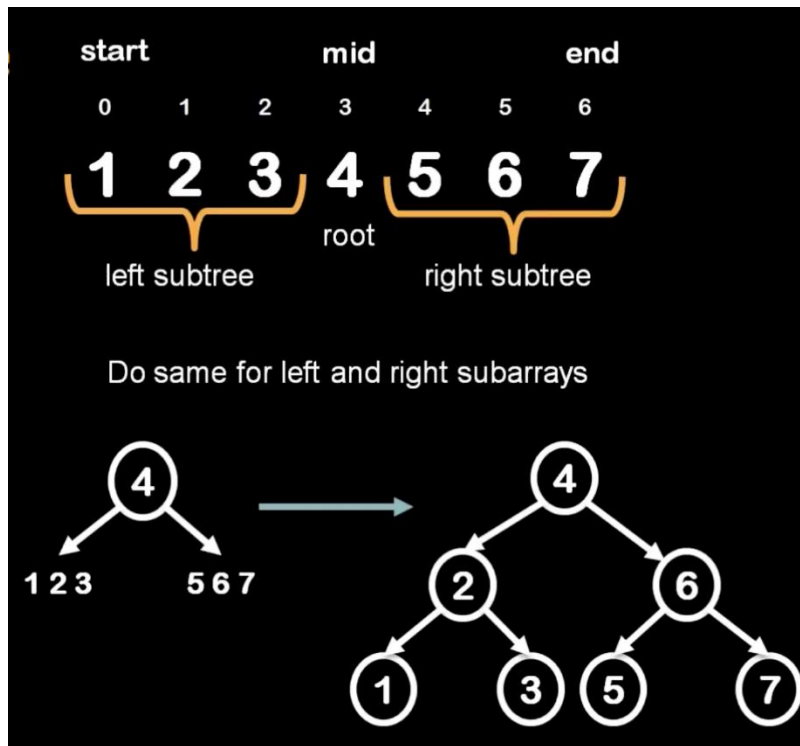 start mid end
0 1 2 3 4 5 6
1 2 3 4 5 6 7
root
left subtree right subtree
Do same for left and right subarrays
4 4
1 2 3 5 6 7 2 6
1 3 5 7